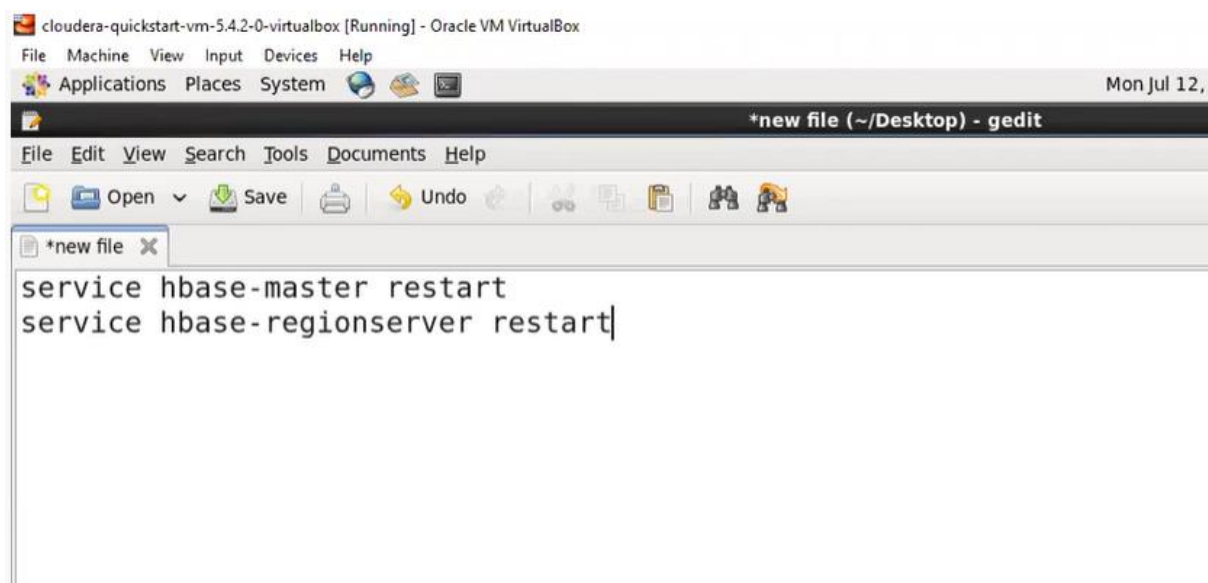 cloudera-quickstart-vm-5.4.2-0-virtualbox [Running] - Oracle VM VirtualBox
File Machine View Input Devices Help
Applications Places System Mon Jul 12,
*new file (~/Desktop) - gedit
File Edit View Search Tools Documents Help
Open Save Undo
*new file
service hbase-master restart
service hbase-regionserver restart